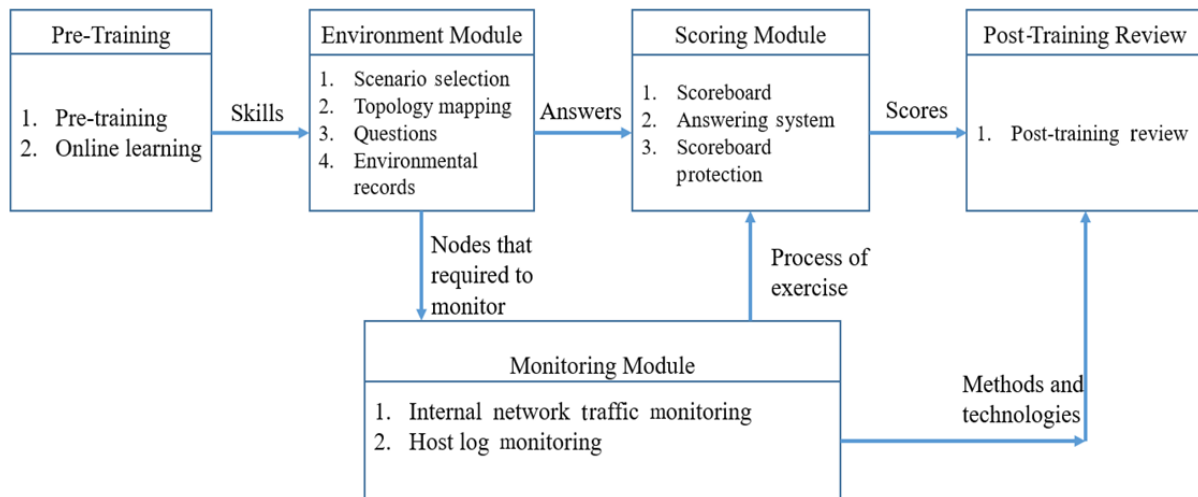 Pre-Training
1. Pre-training
2. Online learning
Skills
Environment Module
1. Scenario selection
2. Topology mapping
3. Questions
4. Environmental
records
Answers
Scoring Module
1. Scoreboard
2. Answering system
3. Scoreboard
protection
Scores
Post-Training Review
1. Post-training review
Nodes that
required to
monitor
Process of
exercise
Monitoring Module
1. Internal network traffic monitoring
2. Host log monitoring
Methods and
technologies